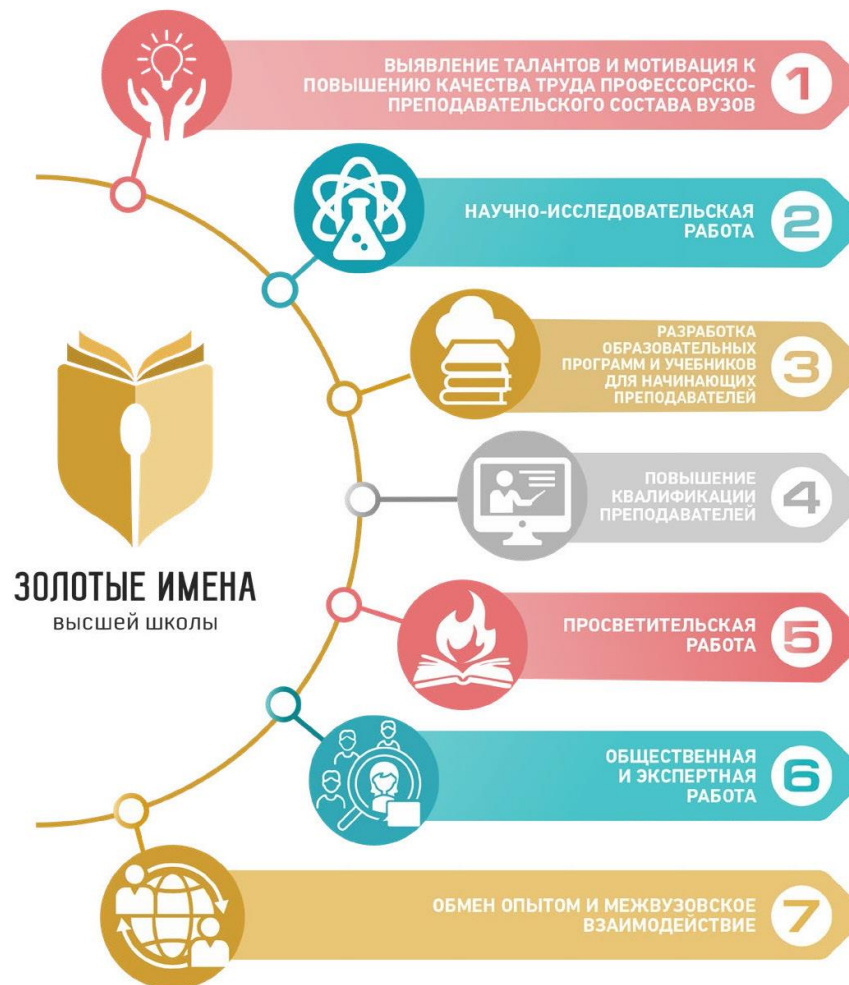 ВЫЯВЛЕНИЕ ТАЛАНТОВ И МОТИВАЦИЯ К
ПОВЫШЕНИЮ КАЧЕСТВА ТРУДА ПРОФЕССОРСКО-
ПРЕПОДАВАТЕЛЬСКОГО СОСТАВА ВУЗОВ
1
НАУЧНО-ИССЛЕДОВАТЕЛЬСКАЯ
РАБОТА
2
РАЗРАБОТКА
ОБРАЗОВАТЕЛЬНЫХ
ПРОГРАММ И УЧЕБНИКОВ
ДЛЯ НАЧИНАЮЩИХ
ПРЕПОДАВАТЕЛЕЙ
3
ПОВЫШЕНИЕ
КВАЛИФИКАЦИИ
ПРЕПОДАВАТЕЛЕЙ
4
ЗОЛОТЫЕ ИМЕНА
ВЫСШЕЙ ШКОЛЫ
ПРОСВЕТИТЕЛЬСКАЯ
РАБОТА
5
ОБЩЕСТВЕННАЯ
И ЭКСПЕРТНАЯ
РАБОТА
6
ОБМЕН ОПЫТОМ И МЕЖВУЗОВСКОЕ
ВЗАИМОДЕЙСТВИЕ
7